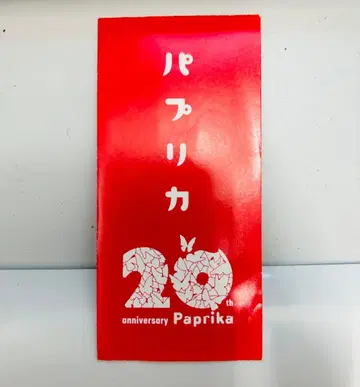 パプリカ
20th
anniversary Paprika